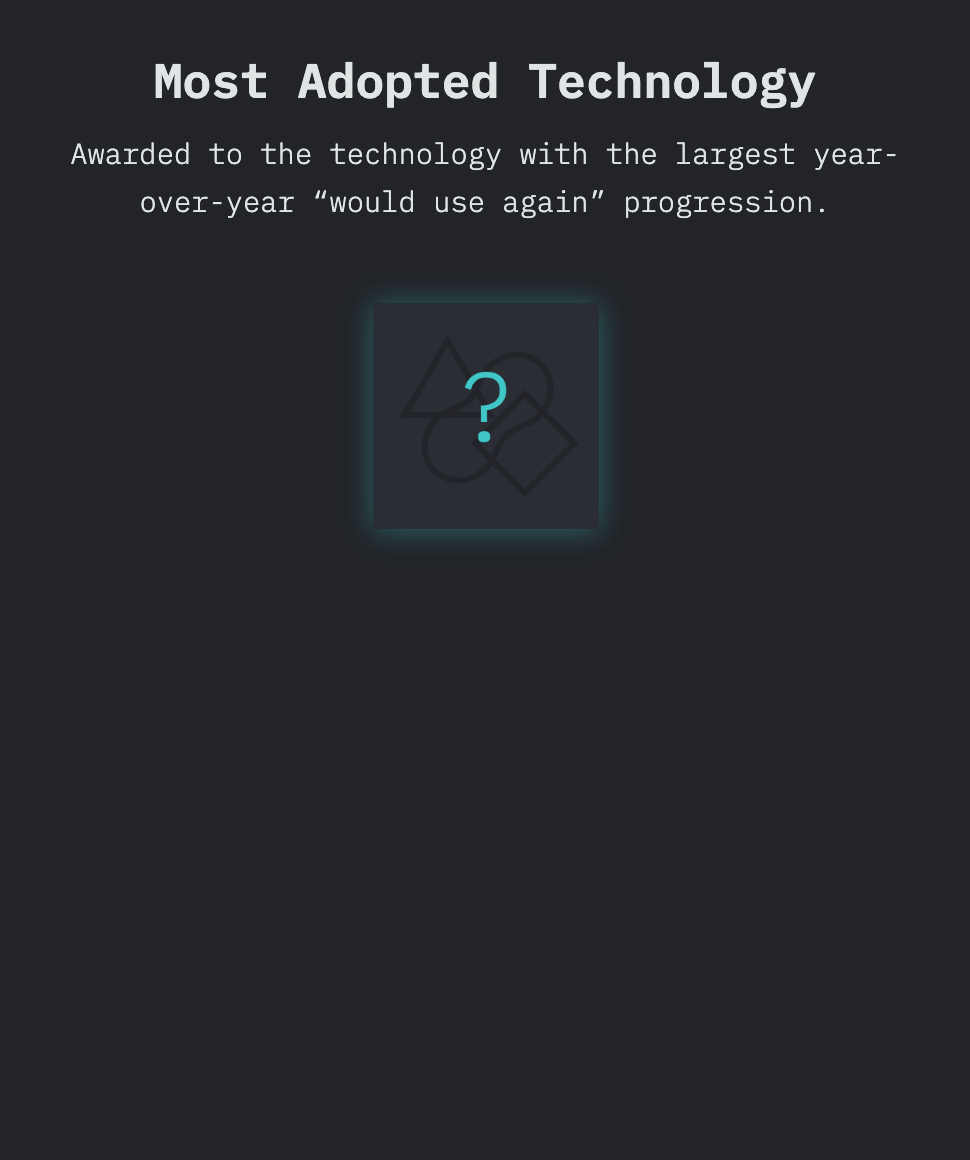 Most Adopted Technology
Awarded to the technology with the largest year-
over-year “would use again” progression.
?